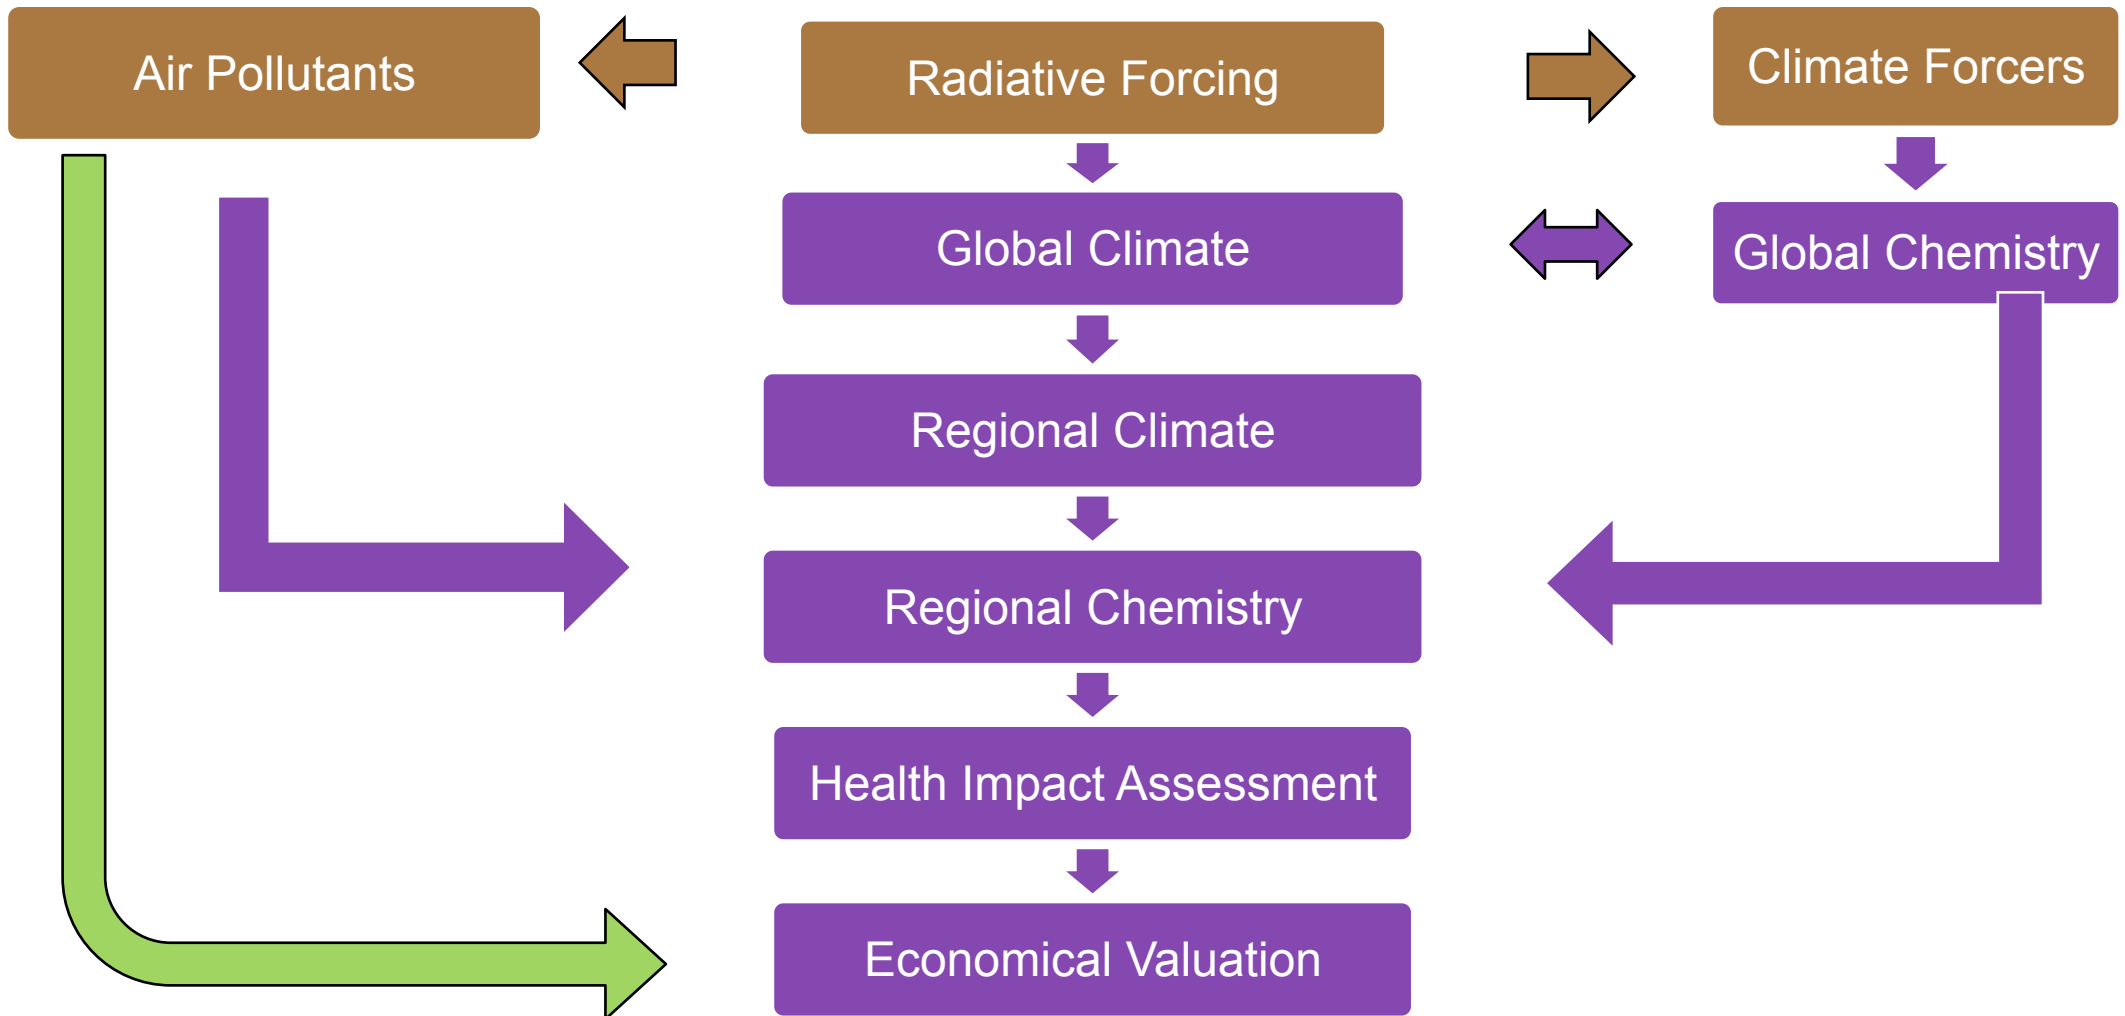 Air Pollutants
Radiative Forcing
Climate Forcers
Global Climate
Global Chemistry
Regional Climate
Regional Chemistry
Health Impact Assessment
Economical Valuation